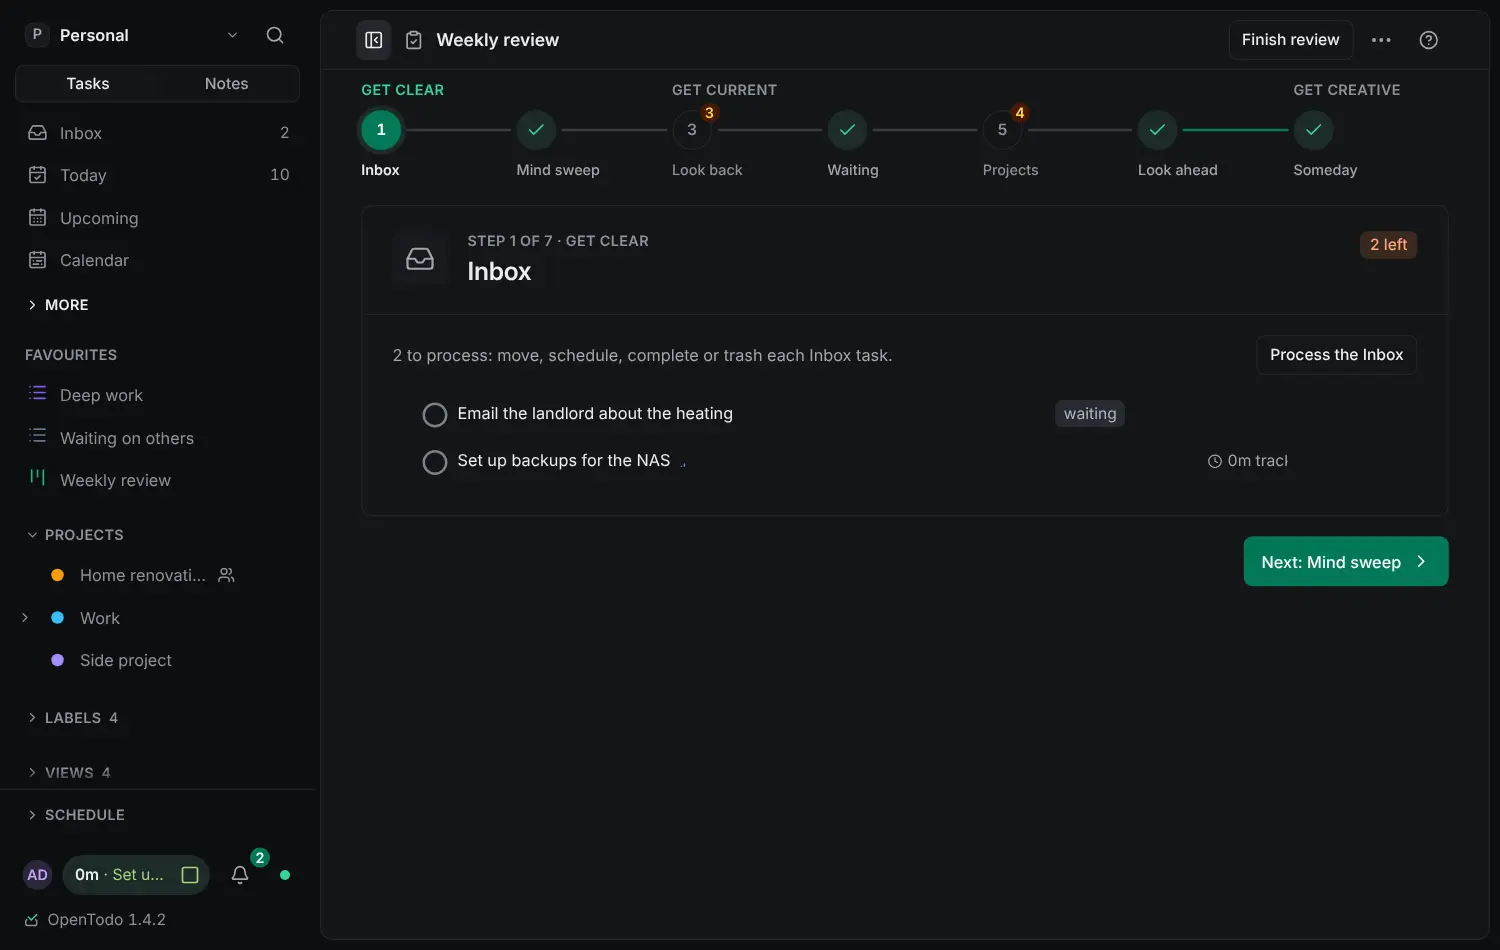 P Personal
Tasks Notes
Inbox 2
Today 10
Upcoming
Calendar
MORE
FAVOURITES
Deep work
Waiting on others
Weekly review
PROJECTS
Home renovati...
Work
Side project
LABELS 4
VIEWS 4
SCHEDULE
AD 0m · Set u... 2
OpenTodo 1.4.2
Weekly review Finish review
GET CLEAR GET CURRENT GET CREATIVE
1 3 3 5 4
Inbox Mind sweep Look back Waiting Projects Look ahead Someday
STEP 1 OF 7 · GET CLEAR
Inbox
2 left
2 to process: move, schedule, complete or trash each Inbox task. Process the Inbox
Email the landlord about the heating waiting
Set up backups for the NAS 0m
Next: Mind sweep